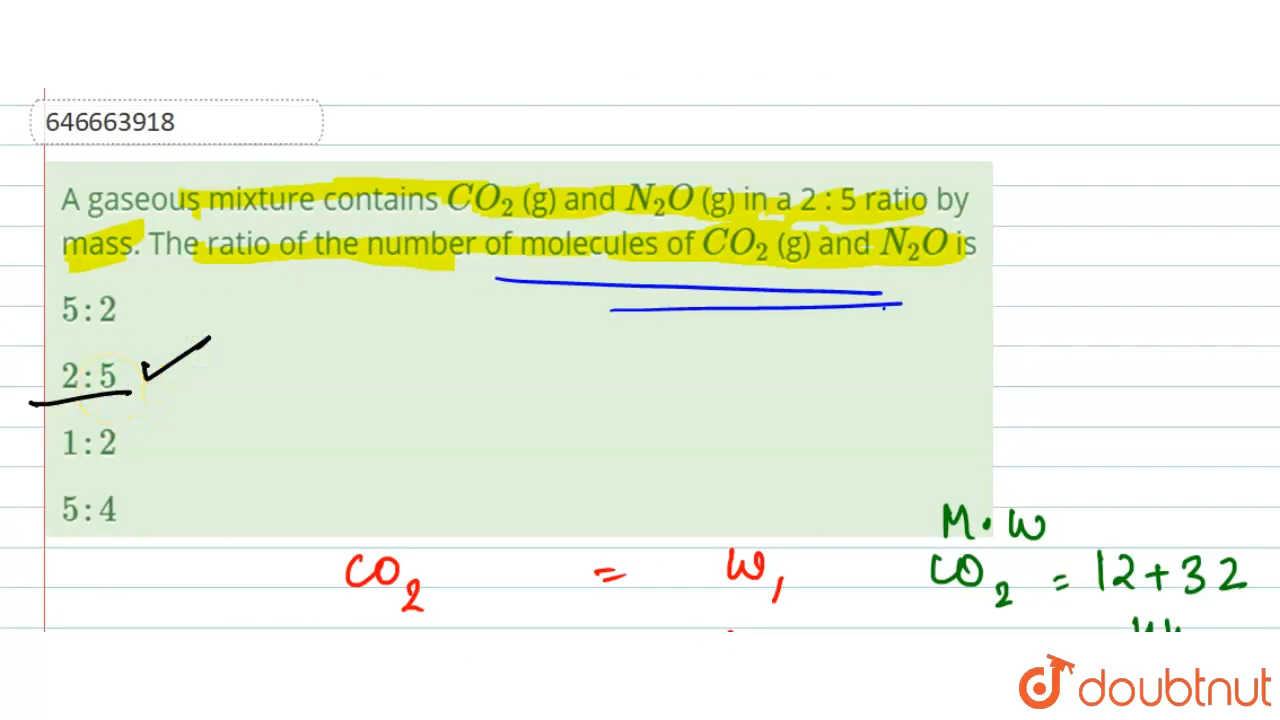 646663918
A gaseous mixture contains CO₂ (g) and N₂O (g) in a 2 : 5 ratio by
mass. The ratio of the number of molecules of CO₂ (g) and N₂O is
5 : 2
2 : 5
1 : 2
5 : 4
M. W
CO₂ = W₁
CO₂ = 12 + 32
doubtnut